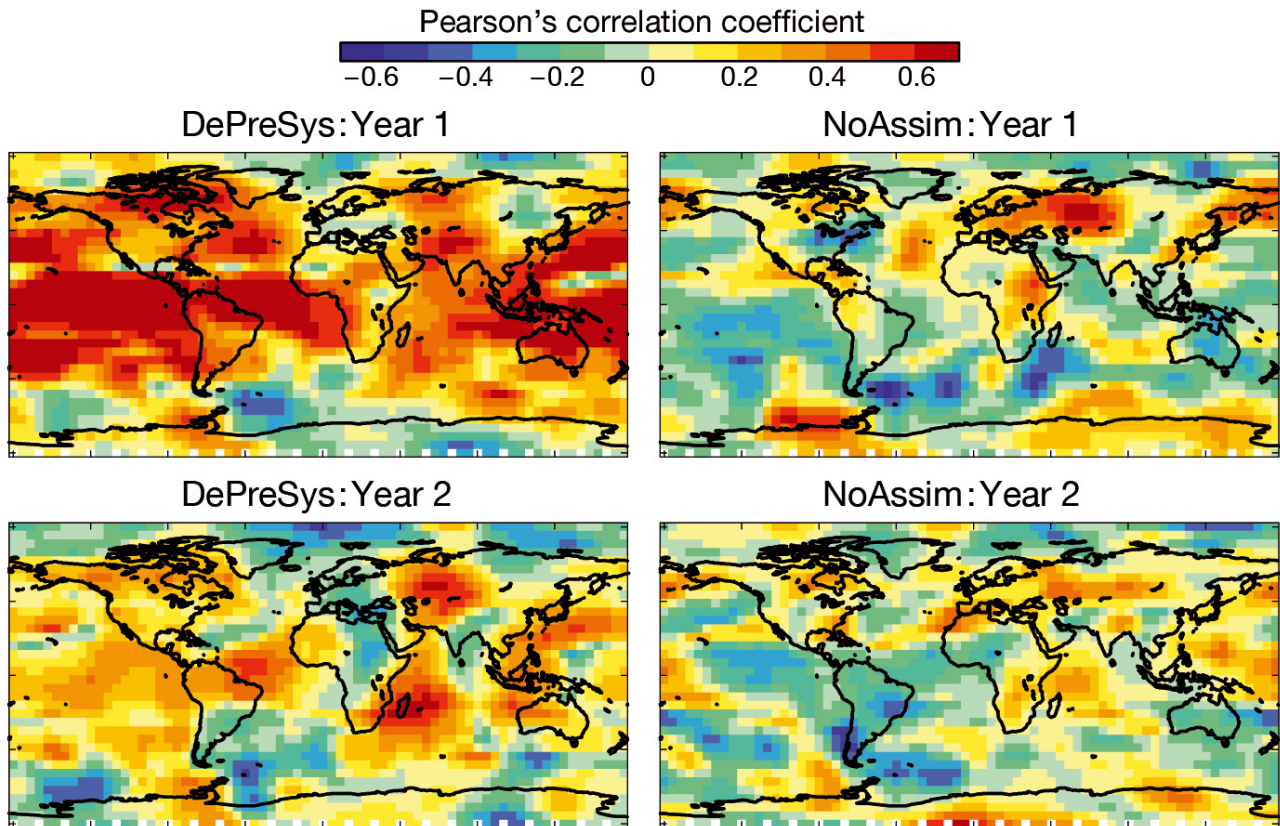 Pearson's correlation coefficient
−0.6 −0.4 −0.2 0 0.2 0.4 0.6
DePreSys: Year 1 NoAssim: Year 1
DePreSys: Year 2 NoAssim: Year 2